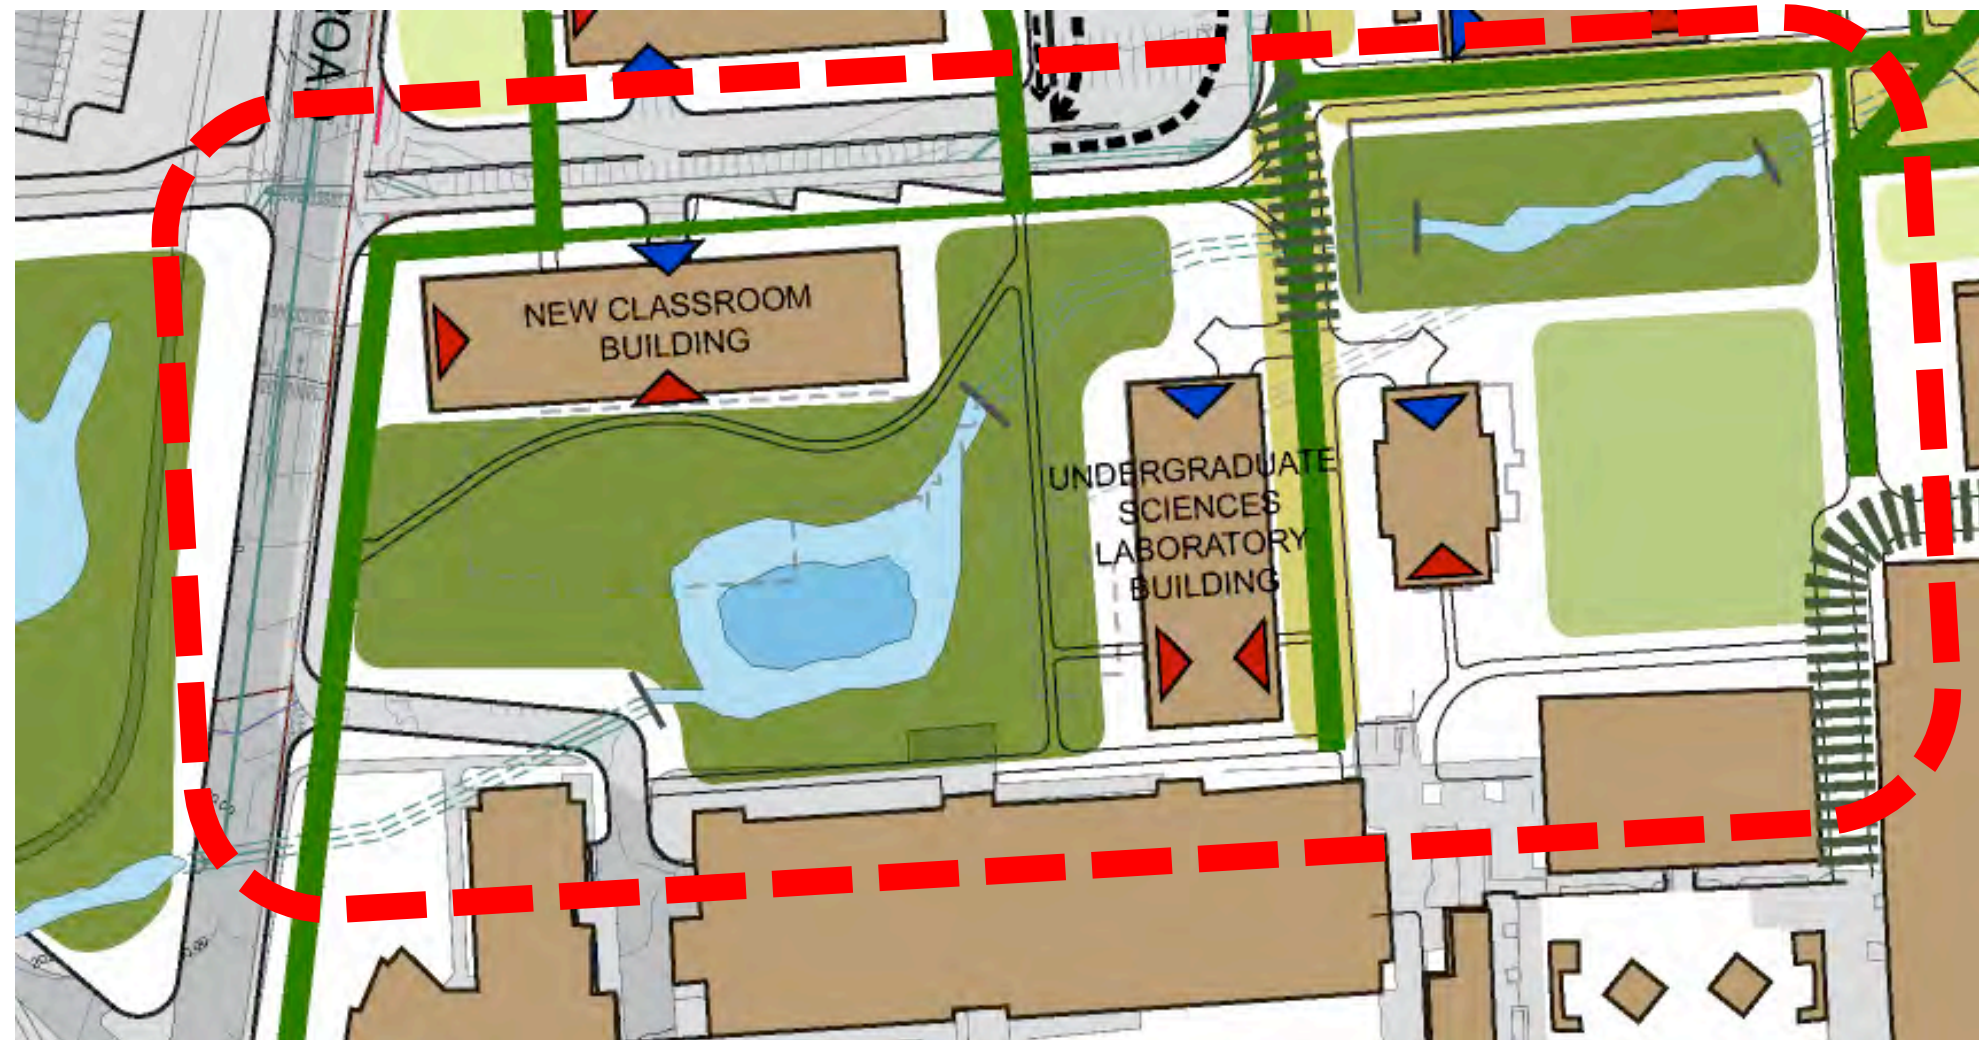 NEW CLASSROOM
BUILDING
UNDERGRADUATE
SCIENCES
LABORATORY
BUILDING